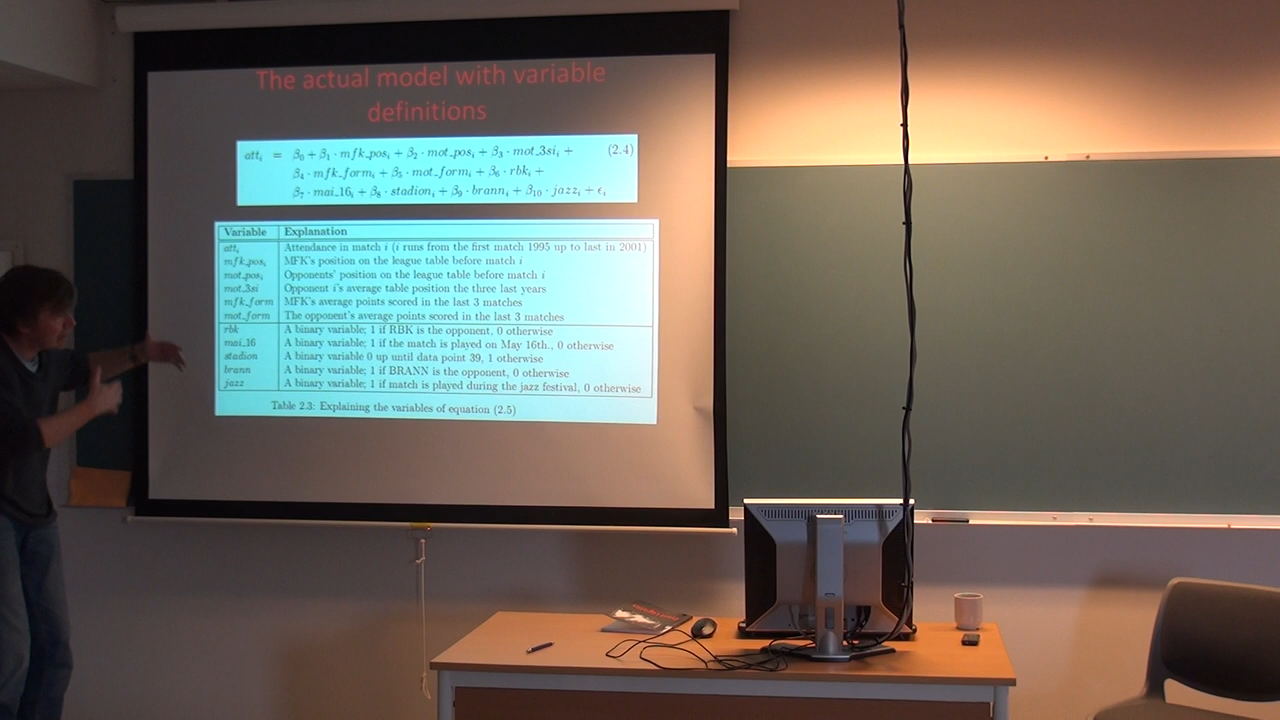 The actual model with variable
definitions
att_i = β_0 + β_1 · mfk_pos_i + β_2 · mot_pos_i + β_3 · mot_3si_i + (2.4)
β_4 · mfk_form_i + β_5 · mot_form_i + β_6 · rbk_i +
β_7 · mai_16_i + β_8 · stadion_i + β_9 · brann_i + β_10 · jazz_i + ϵ_i
Variable Explanation
att_i Attendance in match i (i runs from the first match 1995 up to last in 2001)
mfk_pos_i MFK's position on the league table before match i
mot_pos_i Opponents' position on the league table before match i
mot_3si Opponent i's average table position the three last years
mfk_form MFK's average points scored in the last 3 matches
mot_form The opponent's average points scored in the last 3 matches
rbk A binary variable; 1 if RBK is the opponent, 0 otherwise
mai_16 A binary variable; 1 if the match is played on May 16th., 0 otherwise
stadion A binary variable 0 up until data point 39, 1 otherwise
brann A binary variable; 1 if BRANN is the opponent, 0 otherwise
jazz A binary variable; 1 if match is played during the jazz festival, 0 otherwise
Table 2.3: Explaining the variables of equation (2.5)